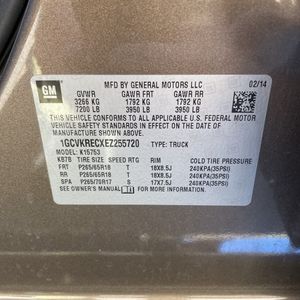 GM
MFD BY GENERAL MOTORS LLC
02/14
GVWR GAWR FRT GAWR RR
3266 KG 1792 KG 1792 KG
7200 LB 3950 LB 3950 LB
THIS VEHICLE CONFORMS TO ALL APPLICABLE U.S. FEDERAL MOTOR
VEHICLE SAFETY STANDARDS IN EFFECT ON THE DATE OF
MANUFACTURE SHOWN ABOVE.
1GCVKRECXEZ255720 TYPE: TRUCK
MODEL: K15753
KB7B TIRE SIZE SPEED RTG RIM COLD TIRE PRESSURE
FRT P265/65R18 T 18X8.5J 240KPA(35PSI)
RR P265/65R18 T 18X8.5J 240KPA(35PSI)
SPA P265/70R17 S 17X7.5J 240KPA(35PSI)
SEE OWNER'S MANUAL